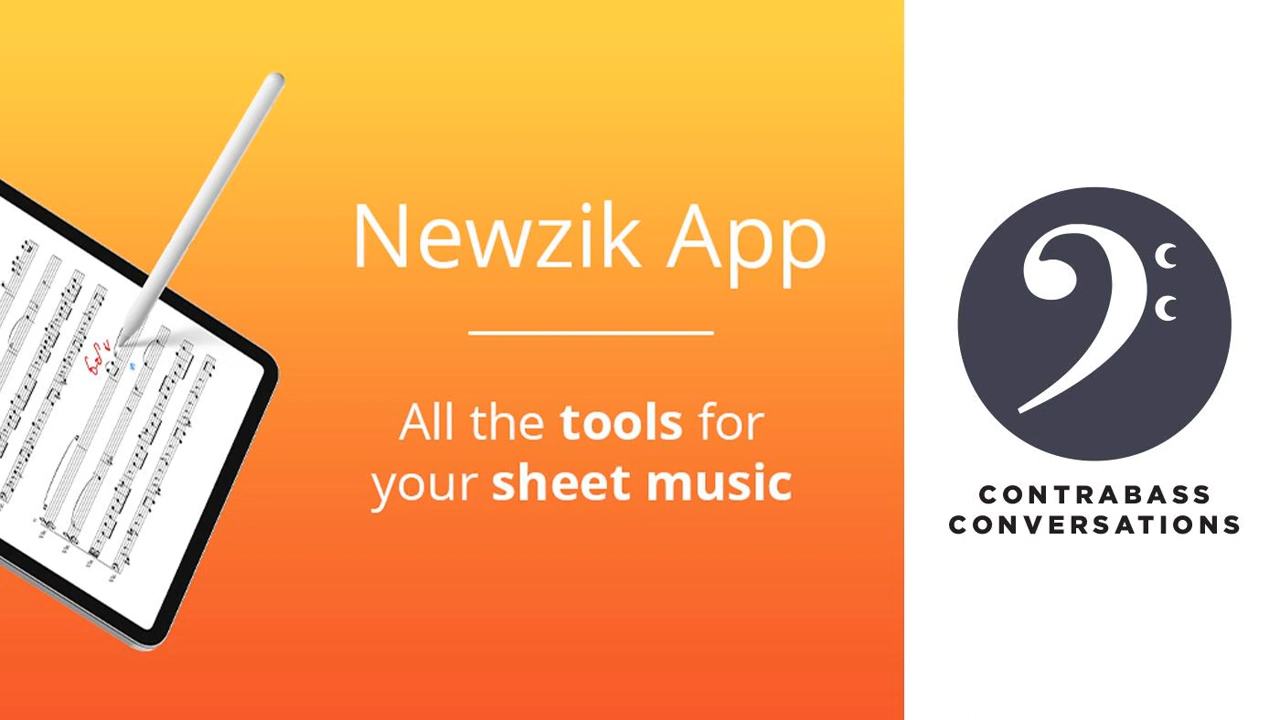 Newzik App
All the tools for
your sheet music
CONTRABASS
CONVERSATIONS